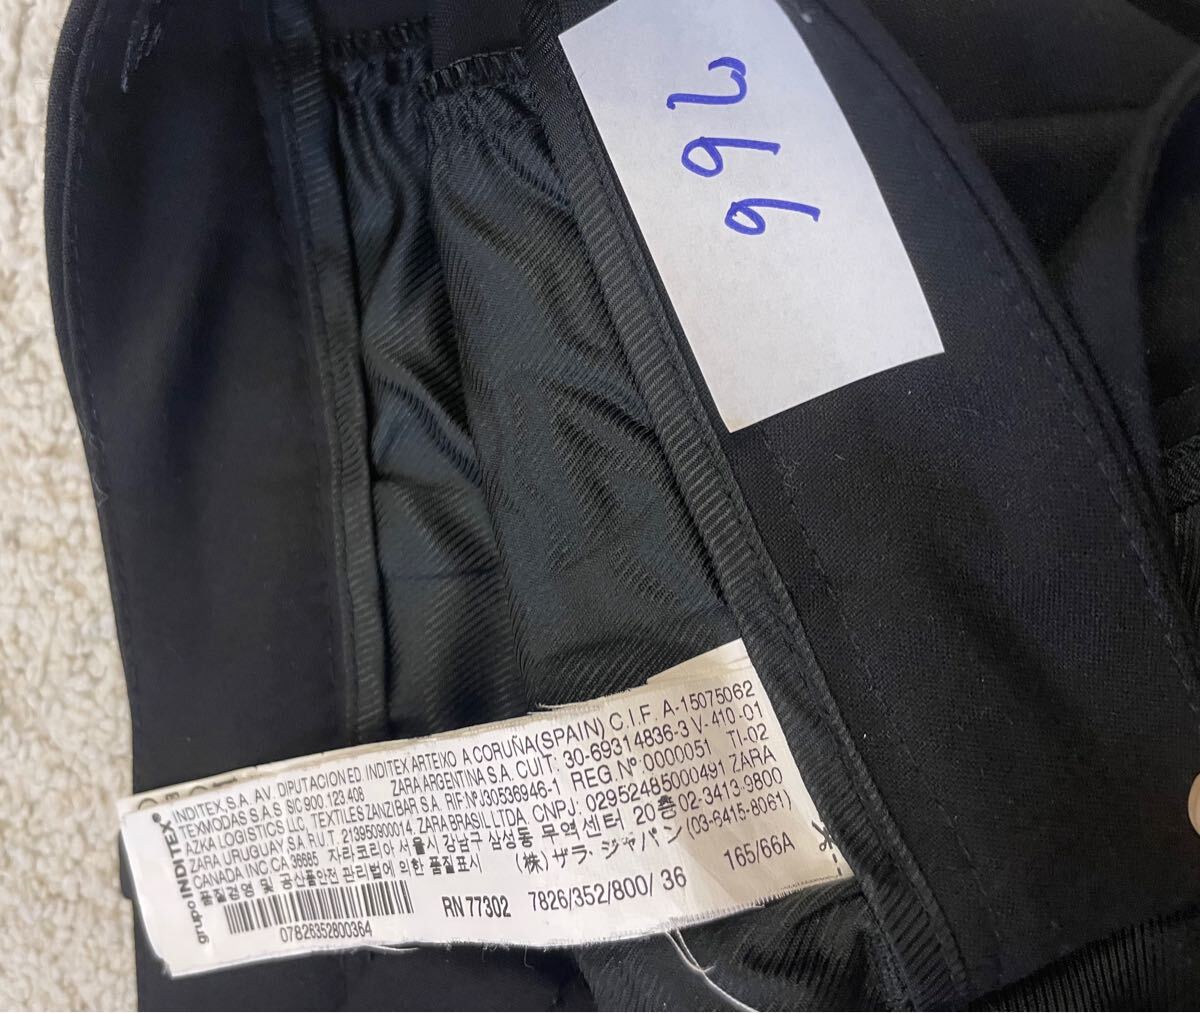 266
grupo INDITEX
INDITEX S.A. AV. DIPUTACION ED. INDITEX ARTEIXO A CORUÑA(SPAIN) C.I.F. A-15075062
TEXMODAS S.A.S SIC 900.123.408 ZARA ARGENTINA S.A. CUIT: 30-69314836-3 V-410-01
AZKA LOGISTICS LLC, TEXTILES ZANZIBAR S.A. RIF-Nº J30536946-1 REG.Nº 0000051 TI-02
ZARA URUGUAY SA R.U.T. 213950900014, ZARA BRASIL LTDA, CNPJ: 02952485000491 ZARA
CANADA INC CA 36685 자라코리아 서울시 강남구 삼성동 무역센터 20층 02-3413-9800
품질경영 및 공산품안전 관리법에 의한 품질표시 (株) ザラ・ジャパン (03-6415-8061)
07826352800364
RN 77302 7826/352/800/ 36 165/66A